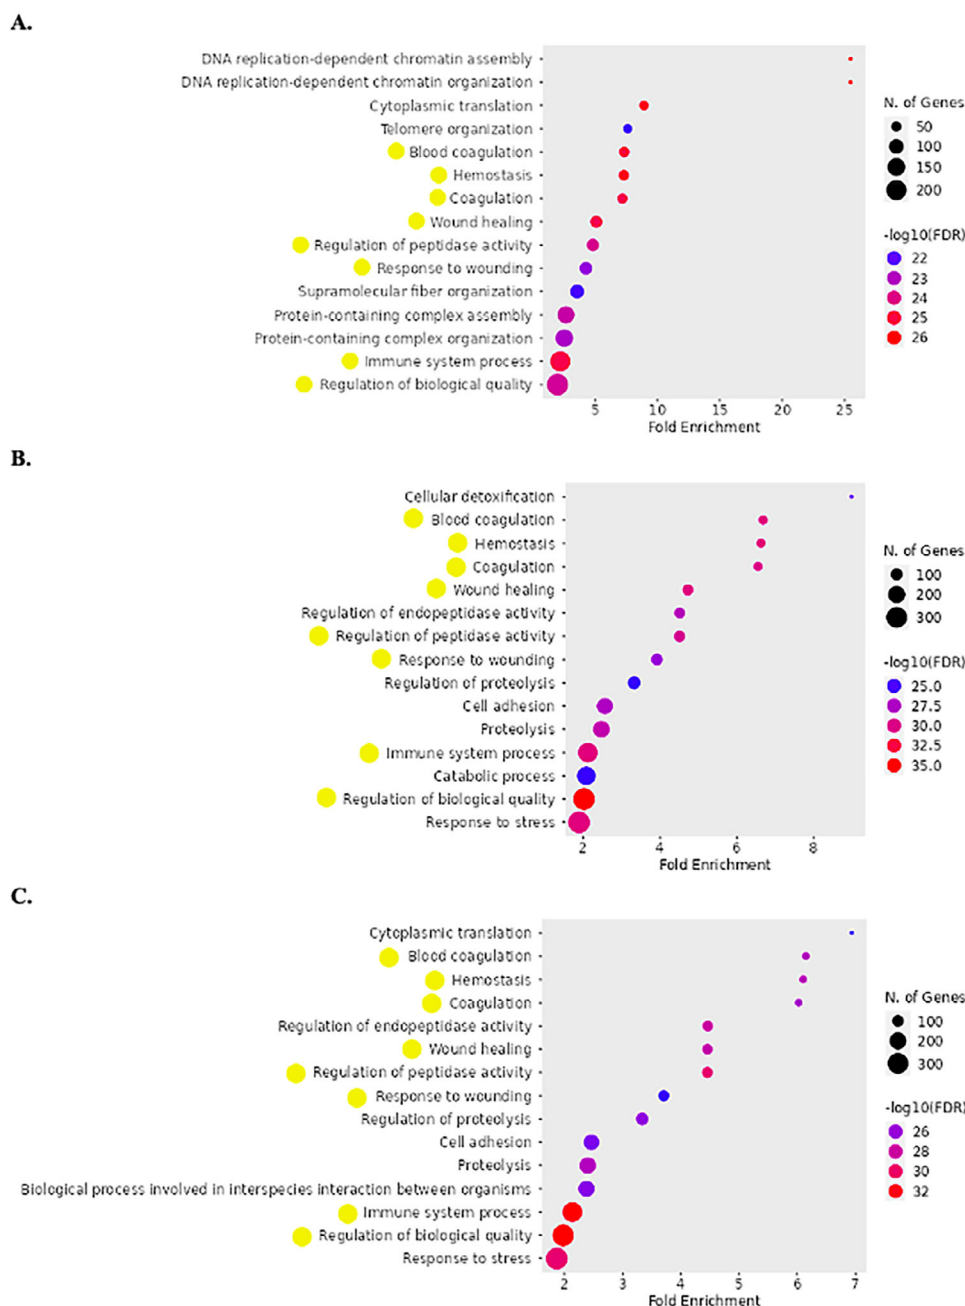 A.
DNA replication-dependent chromatin assembly
DNA replication-dependent chromatin organization
Cytoplasmic translation
Telomere organization
Blood coagulation
Hemostasis
Coagulation
Wound healing
Regulation of peptidase activity
Response to wounding
Supramolecular fiber organization
Protein-containing complex assembly
Protein-containing complex organization
Immune system process
Regulation of biological quality
5 10 15 20 25
Fold Enrichment
N. of Genes
50
100
150
200
-log10(FDR)
22
23
24
25
26
B.
Cellular detoxification
Blood coagulation
Hemostasis
Coagulation
Wound healing
Regulation of endopeptidase activity
Regulation of peptidase activity
Response to wounding
Regulation of proteolysis
Cell adhesion
Proteolysis
Immune system process
Catabolic process
Regulation of biological quality
Response to stress
2 4 6 8
Fold Enrichment
N. of Genes
100
200
300
-log10(FDR)
25.0
27.5
30.0
32.5
35.0
C.
Cytoplasmic translation
Blood coagulation
Hemostasis
Coagulation
Regulation of endopeptidase activity
Wound healing
Regulation of peptidase activity
Response to wounding
Regulation of proteolysis
Cell adhesion
Proteolysis
Biological process involved in interspecies interaction between organisms
Immune system process
Regulation of biological quality
Response to stress
2 3 4 5 6 7
Fold Enrichment
N. of Genes
100
200
300
-log10(FDR)
26
28
30
32